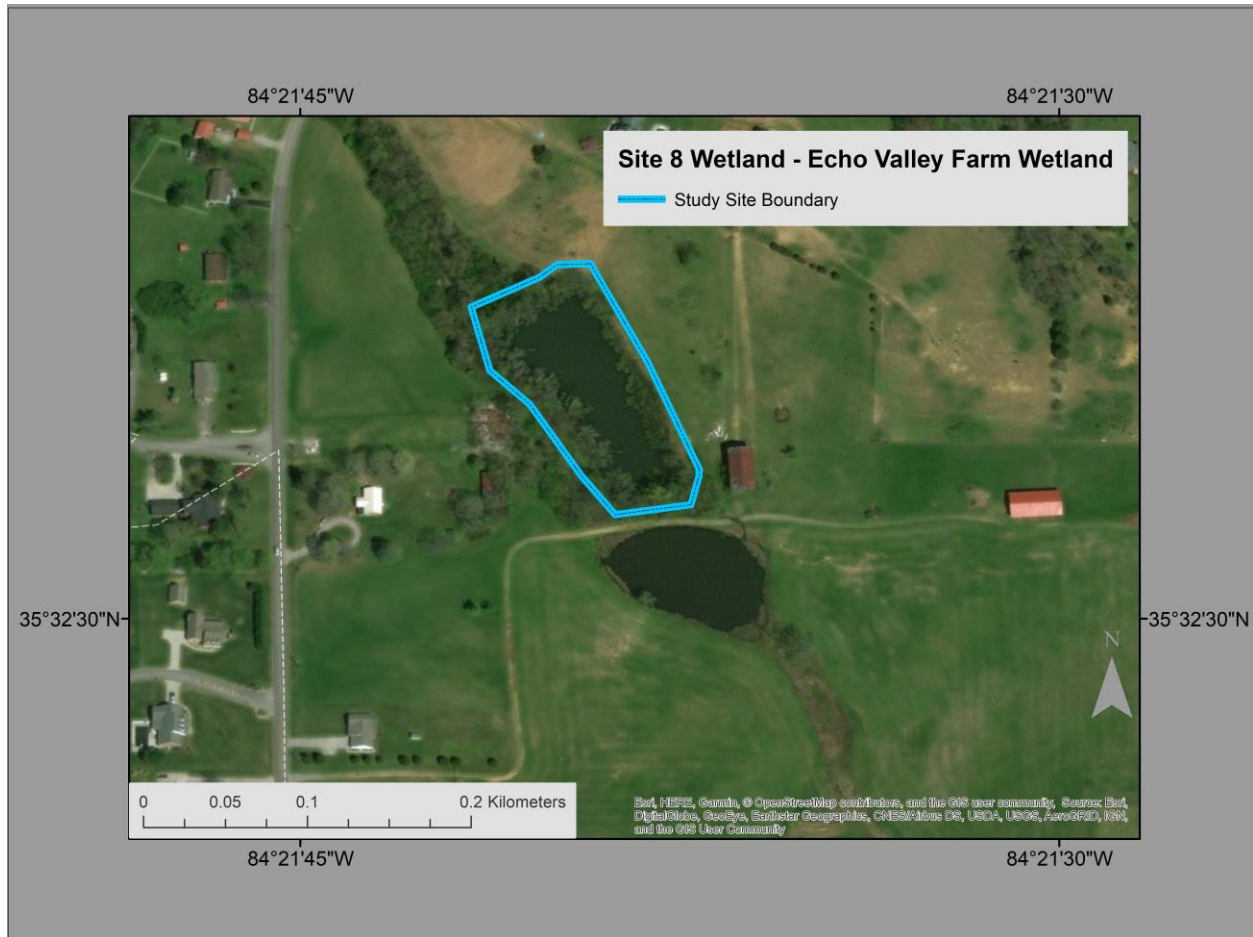 84°21'45"W
84°21'30"W
Site 8 Wetland - Echo Valley Farm Wetland
Study Site Boundary
35°32'30"N
35°32'30"N
N
0 0.05 0.1 0.2 Kilometers
Esri, HERE, Garmin, © OpenStreetMap contributors, and the GIS user community, Source: Esri,
DigitalGlobe, GeoEye, Earthstar Geographics, CNES/Airbus DS, USDA, USGS, AeroGRID, IGN,
and the GIS User Community
84°21'45"W
84°21'30"W